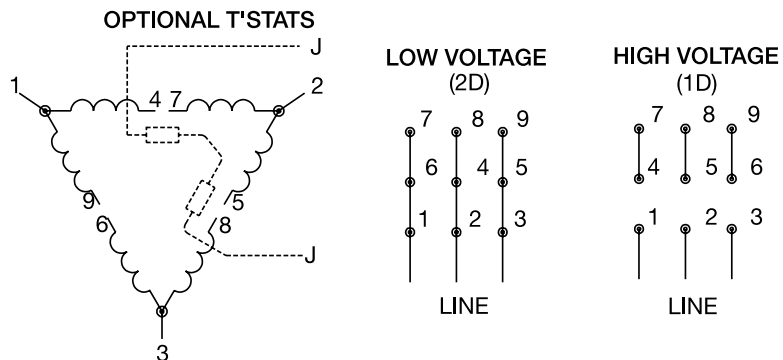 OPTIONAL T'STATS
J
1
4 7
2
9
6
5
8
J
3
LOW VOLTAGE
(2D)
7 8 9
6 4 5
1 2 3
LINE
HIGH VOLTAGE
(1D)
7 8 9
4 5 6
1 2 3
LINE